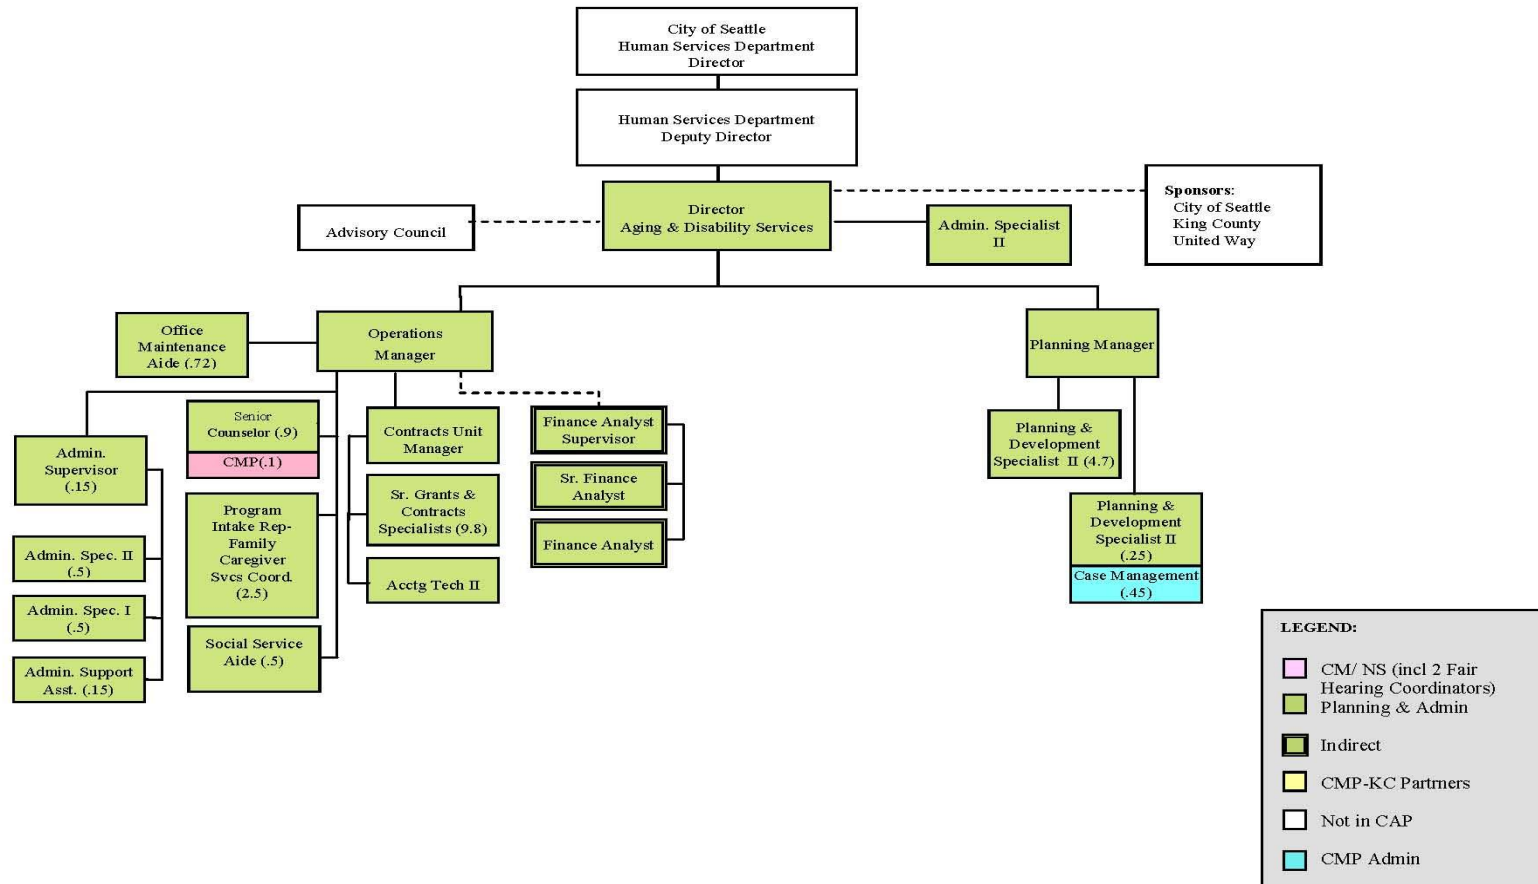 City of Seattle
Human Services Department
Director
Human Services Department
Deputy Director
Director
Aging & Disability Services
Advisory Council
Admin. Specialist
II
Sponsors:
City of Seattle
King County
United Way
Office
Maintenance
Aide (.72)
Operations
Manager
Planning Manager
Admin.
Supervisor
(.15)
Admin. Spec. II
(.5)
Admin. Spec. I
(.5)
Admin. Support
Asst. (.15)
Senior
Counselor (.9)
CMP(.1)
Program
Intake Rep-
Family
Caregiver
Svcs Coord.
(2.5)
Social Service
Aide (.5)
Contracts Unit
Manager
Sr. Grants &
Contracts
Specialists (9.8)
Acctg Tech II
Finance Analyst
Supervisor
Sr. Finance
Analyst
Finance Analyst
Planning &
Development
Specialist II (4.7)
Planning &
Development
Specialist II
(.25)
Case Management
(.45)
LEGEND:
CM/ NS (incl 2 Fair
Hearing Coordinators)
Planning & Admin
Indirect
CMP-KC Partrners
Not in CAP
CMP Admin